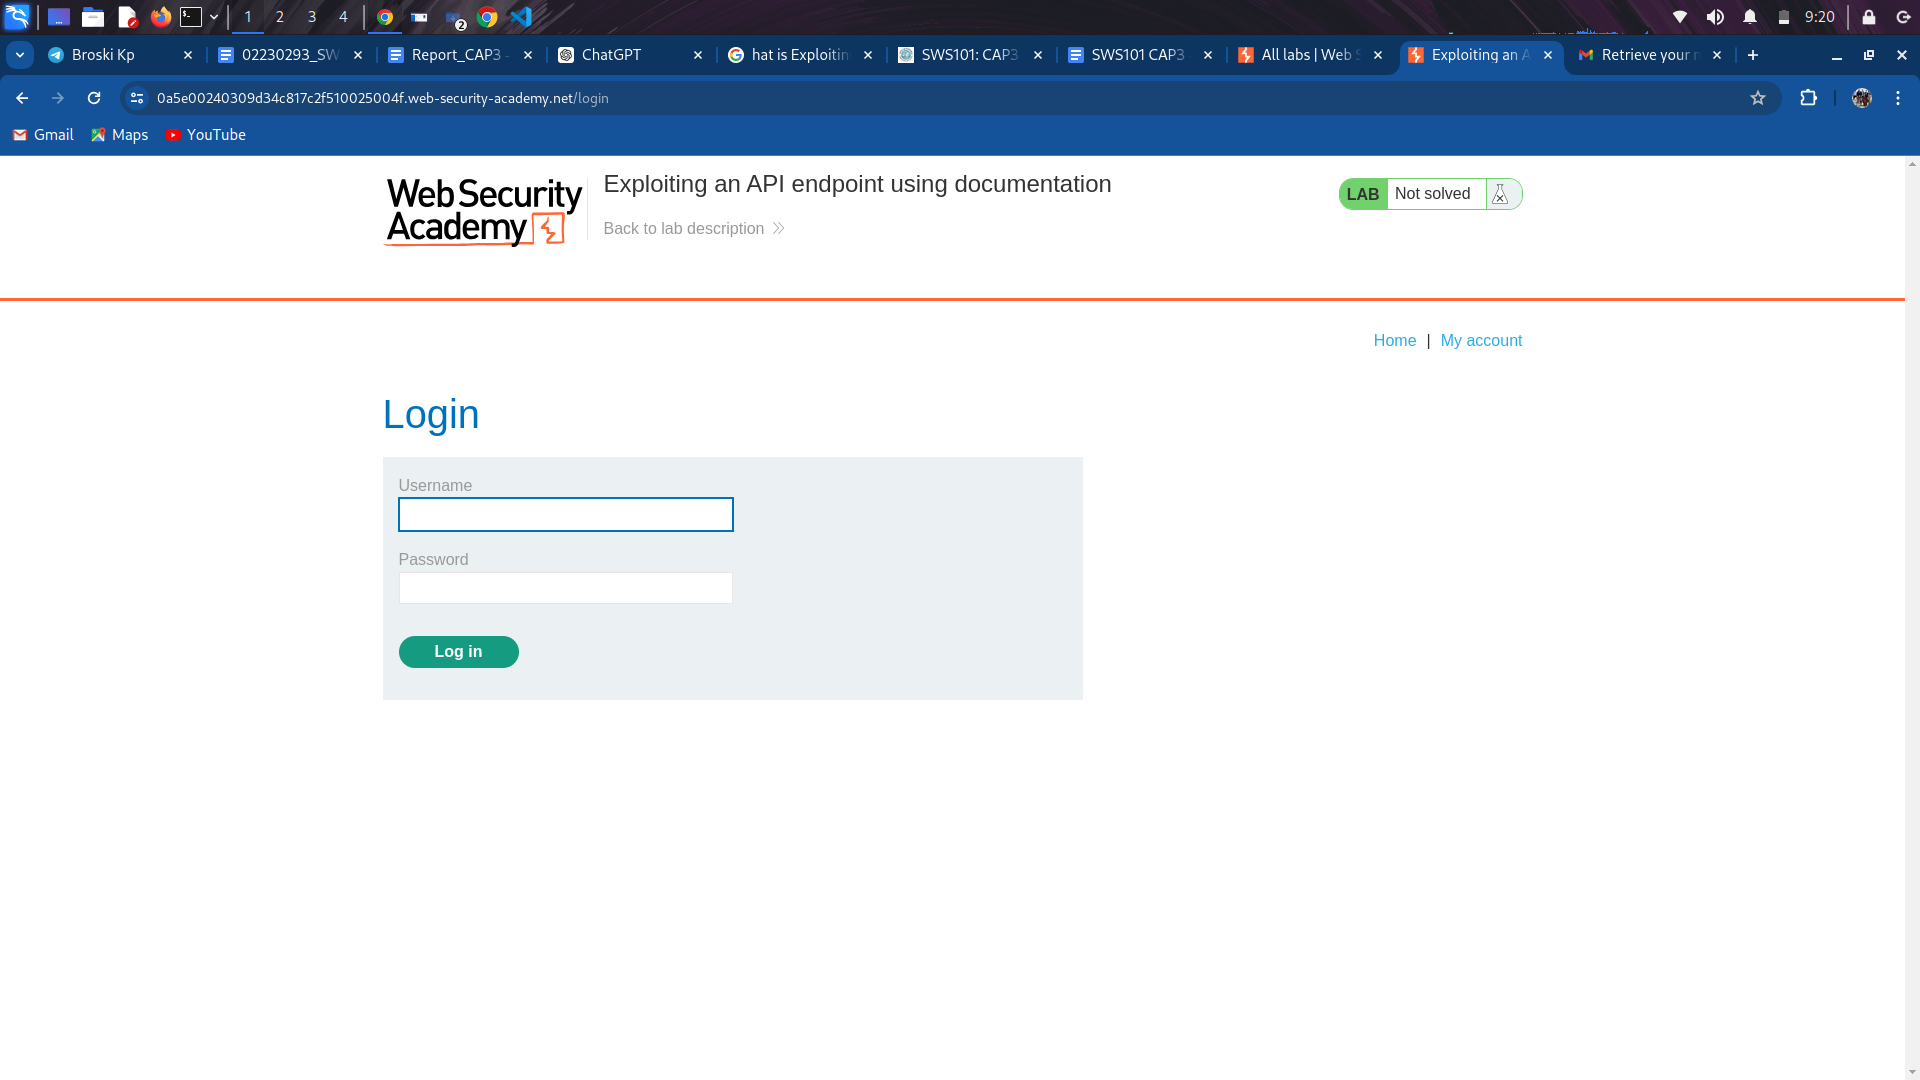 1 2 3 4 2 9:20
Broski Kp 02230293_SW Report_CAP3 - ChatGPT hat is Exploitin SWS101: CAP3 SWS101 CAP3 All labs | Web S Exploiting an A Retrieve your n
0a5e00240309d34c817c2f510025004f.web-security-academy.net/login
Gmail Maps YouTube
Web Security
Academy
Exploiting an API endpoint using documentation
Back to lab description
LAB Not solved
Home | My account
Login
Username
Password
Log in